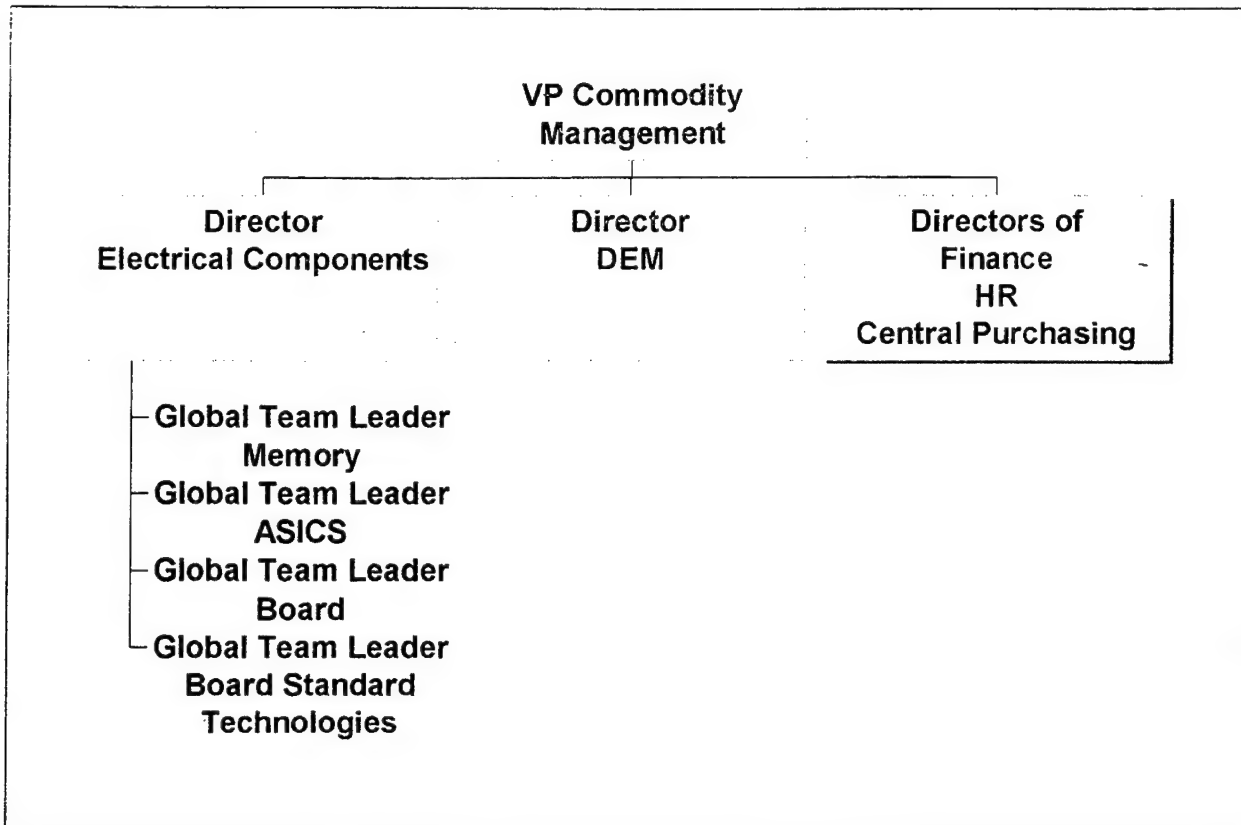 VP Commodity
Management
Director
Electrical Components
Director
DEM
Directors of
Finance
HR
Central Purchasing
Global Team Leader
Memory
Global Team Leader
ASICS
Global Team Leader
Board
Global Team Leader
Board Standard
Technologies